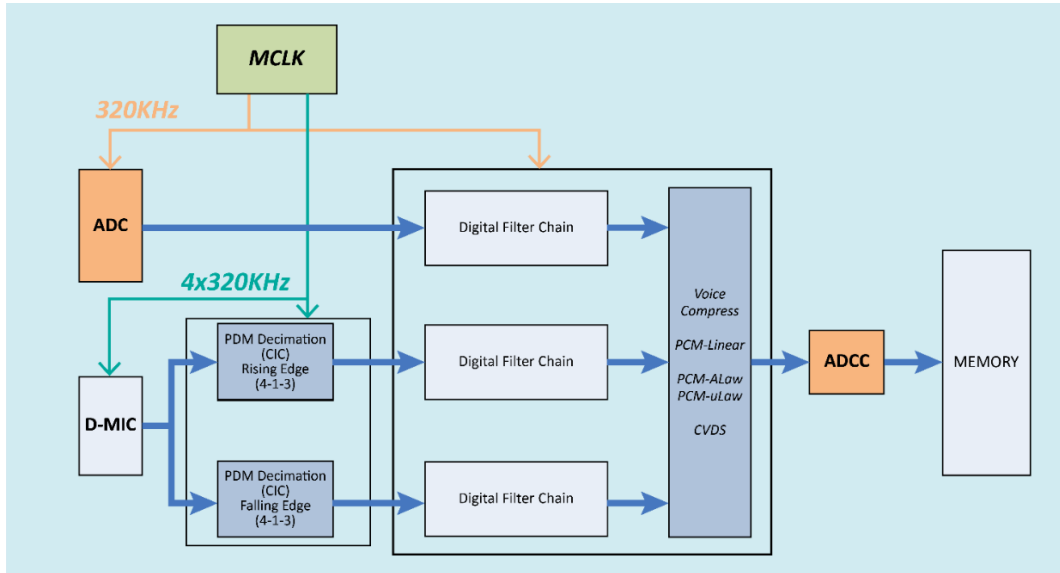 MCLK
320KHz
ADC
Digital Filter Chain
4x320KHz
Voice
Compress
PCM-Linear
PCM-ALaw
PCM-uLaw
CVDS
PDM Decimation
(CIC)
Rising Edge
(4-1-3)
Digital Filter Chain
ADCC
MEMORY
D-MIC
PDM Decimation
(CIC)
Falling Edge
(4-1-3)
Digital Filter Chain